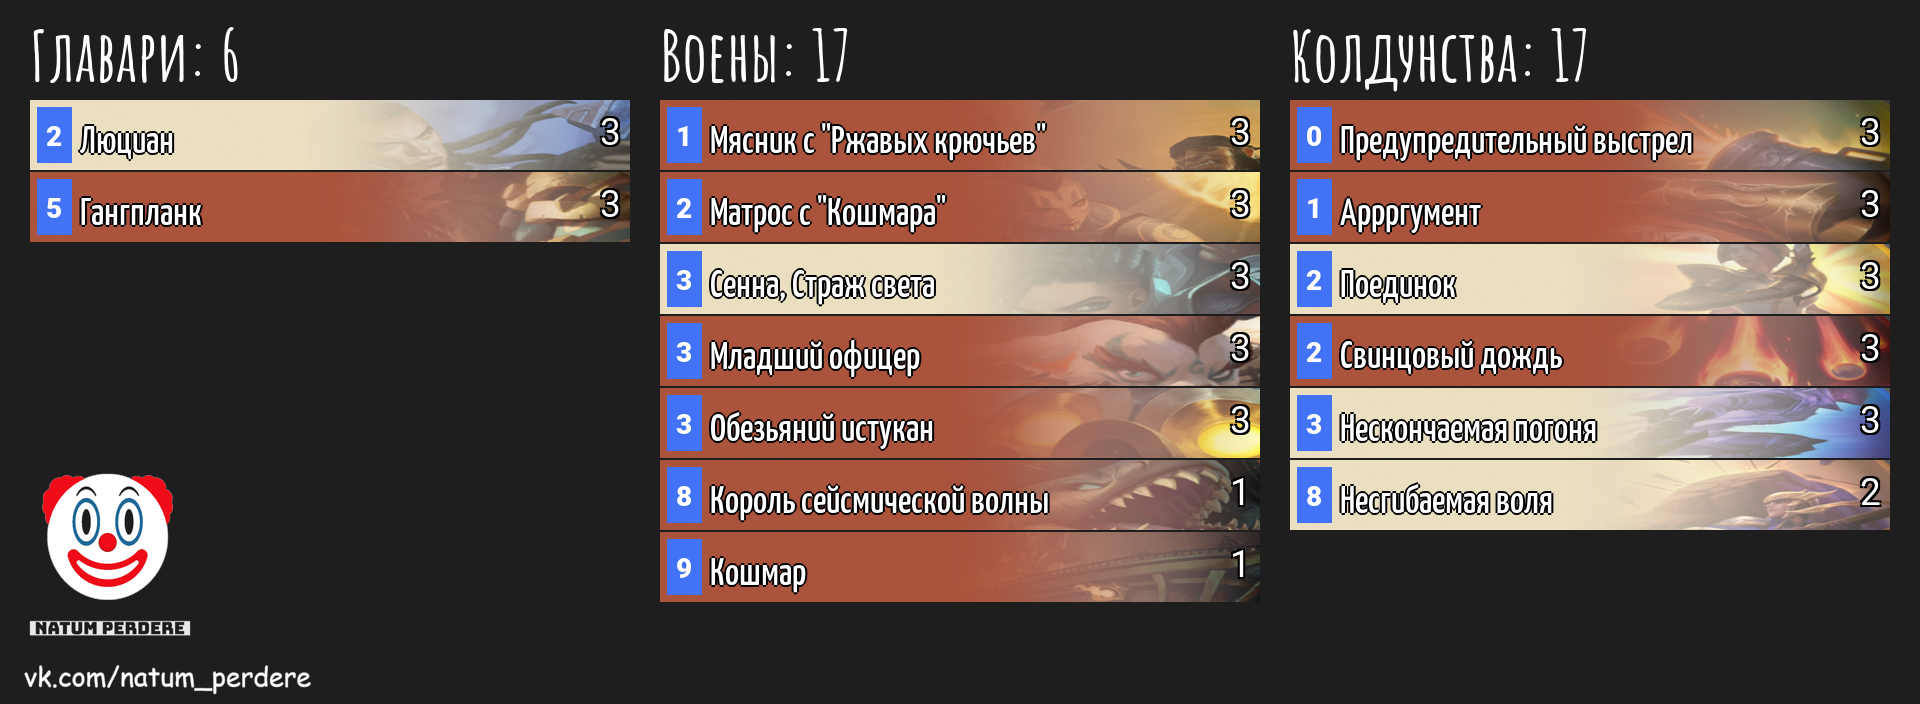 Главари: 6
2 Люциан 3
5 Гангпланк 3
Воены: 17
1 Мясник с "Ржавых крючьев" 3
2 Матрос с "Кошмара" 3
3 Сенна, Страж света 3
3 Младший офицер 3
3 Обезьяний истукан 3
8 Король сейсмической волны 1
9 Кошмар 1
Колдунства: 17
0 Предупредительный выстрел 3
1 Аррргумент 3
2 Поединок 3
2 Свинцовый дождь 3
3 Нескончаемая погоня 3
8 Несгибаемая воля 2
NATUM PERDERE
vk.com/natum_perdere